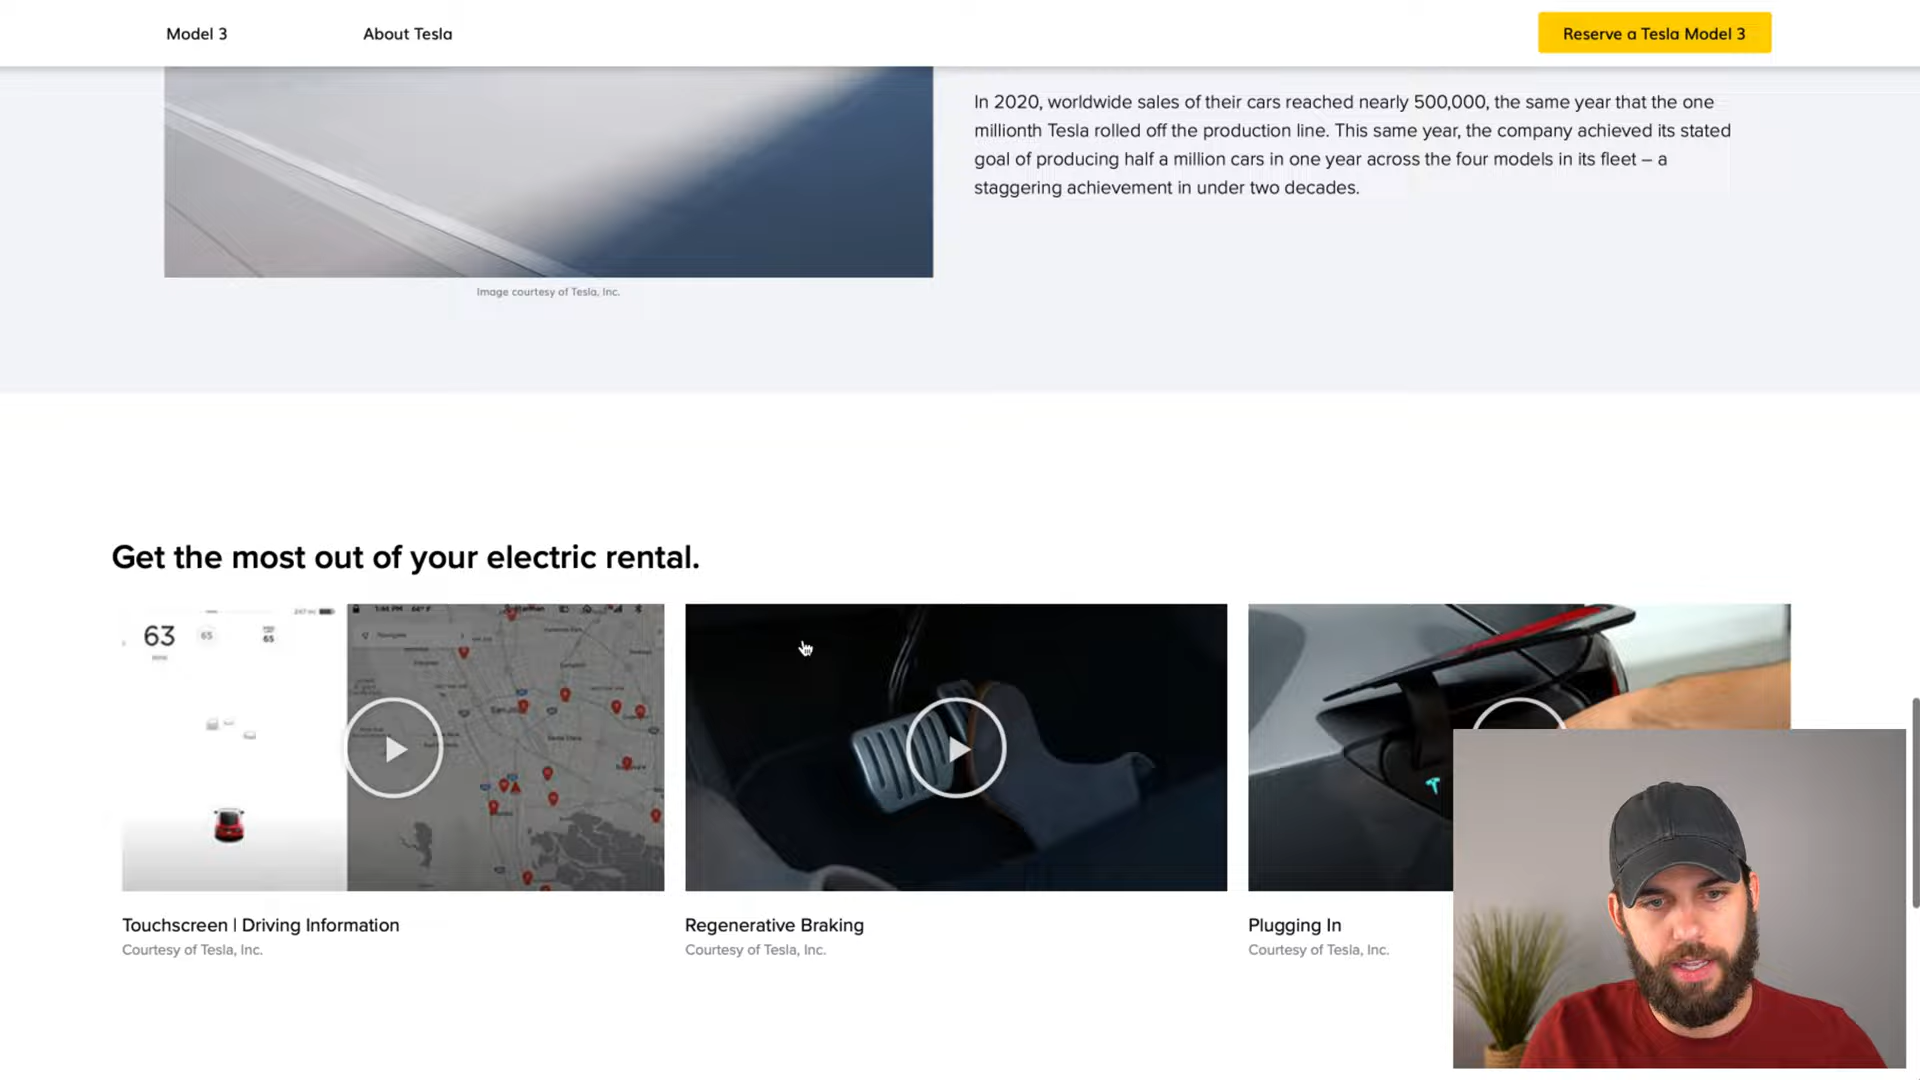 Model 3
About Tesla
Reserve a Tesla Model 3
In 2020, worldwide sales of their cars reached nearly 500,000, the same year that the one
millionth Tesla rolled off the production line. This same year, the company achieved its stated
goal of producing half a million cars in one year across the four models in its fleet – a
staggering achievement in under two decades.
Image courtesy of Tesla, Inc.
Get the most out of your electric rental.
63
65
65
Navigate
Touchscreen | Driving Information
Courtesy of Tesla, Inc.
Regenerative Braking
Courtesy of Tesla, Inc.
Plugging In
Courtesy of Tesla, Inc.